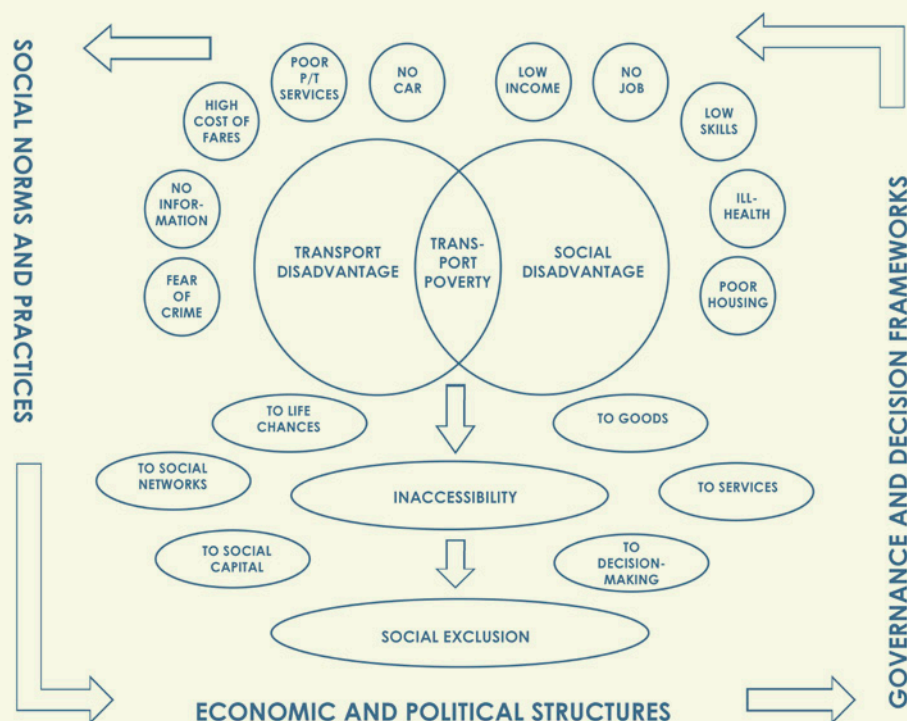 SOCIAL NORMS AND PRACTICES
POOR
P/T
SERVICES
NO
CAR
LOW
INCOME
NO
JOB
HIGH
COST OF
FARES
LOW
SKILLS
NO
INFOR-
MATION
ILL-
HEALTH
FEAR
OF
CRIME
POOR
HOUSING
TRANSPORT
DISADVANTAGE
TRANS-
PORT
POVERTY
SOCIAL
DISADVANTAGE
GOVERNANCE AND DECISION FRAMEWORKS
TO LIFE
CHANCES
TO GOODS
TO SOCIAL
NETWORKS
INACCESSIBILITY
TO SERVICES
TO SOCIAL
CAPITAL
TO
DECISION-
MAKING
SOCIAL EXCLUSION
ECONOMIC AND POLITICAL STRUCTURES